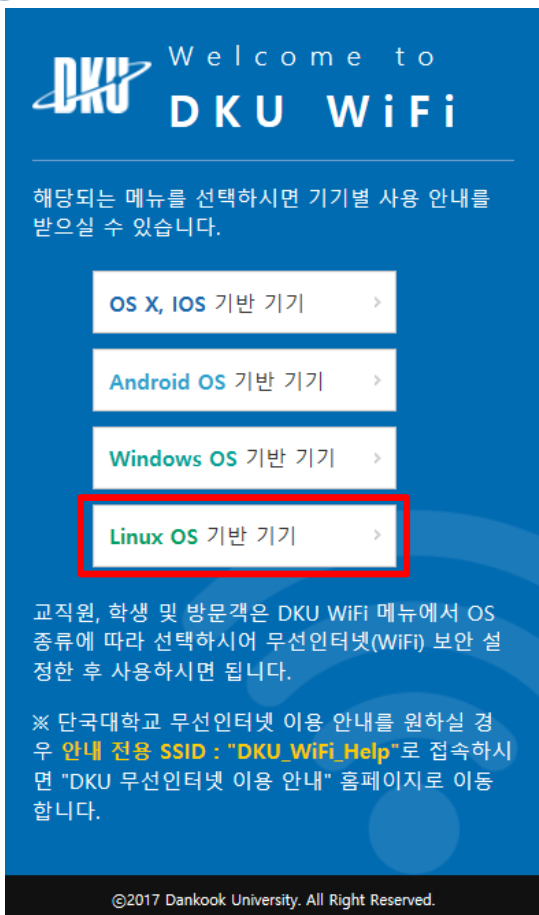 DKU
Welcome to
DKU WiFi
해당되는 메뉴를 선택하시면 기기별 사용 안내를
받으실 수 있습니다.
OS X, IOS 기반 기기
Android OS 기반 기기
Windows OS 기반 기기
Linux OS 기반 기기
교직원, 학생 및 방문객은 DKU WiFi 메뉴에서 OS
종류에 따라 선택하시어 무선인터넷(WiFi) 보안 설
정한 후 사용하시면 됩니다.
※ 단국대학교 무선인터넷 이용 안내를 원하실 경
우 안내 전용 SSID : "DKU_WiFi_Help"로 접속하시
면 "DKU 무선인터넷 이용 안내" 홈페이지로 이동
합니다.
©2017 Dankook University. All Right Reserved.